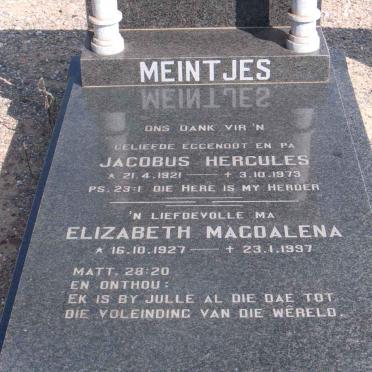 MEINTJES
ONS DANK VIR 'N
GELIEFDE EGGENOOT EN PA
JACOBUS HERCULES
* 21.4.1921 — + 3.10.1973
PS. 23:1 DIE HERE IS MY HERDER
'N LIEFDEVOLLE MA
ELIZABETH MAGDALENA
* 16.10.1927 — + 23.1.1997
MATT. 28:20
EN ONTHOU:
EK IS BY JULLE AL DIE DAE TOT
DIE VOLEINDING VAN DIE WÊRELD.